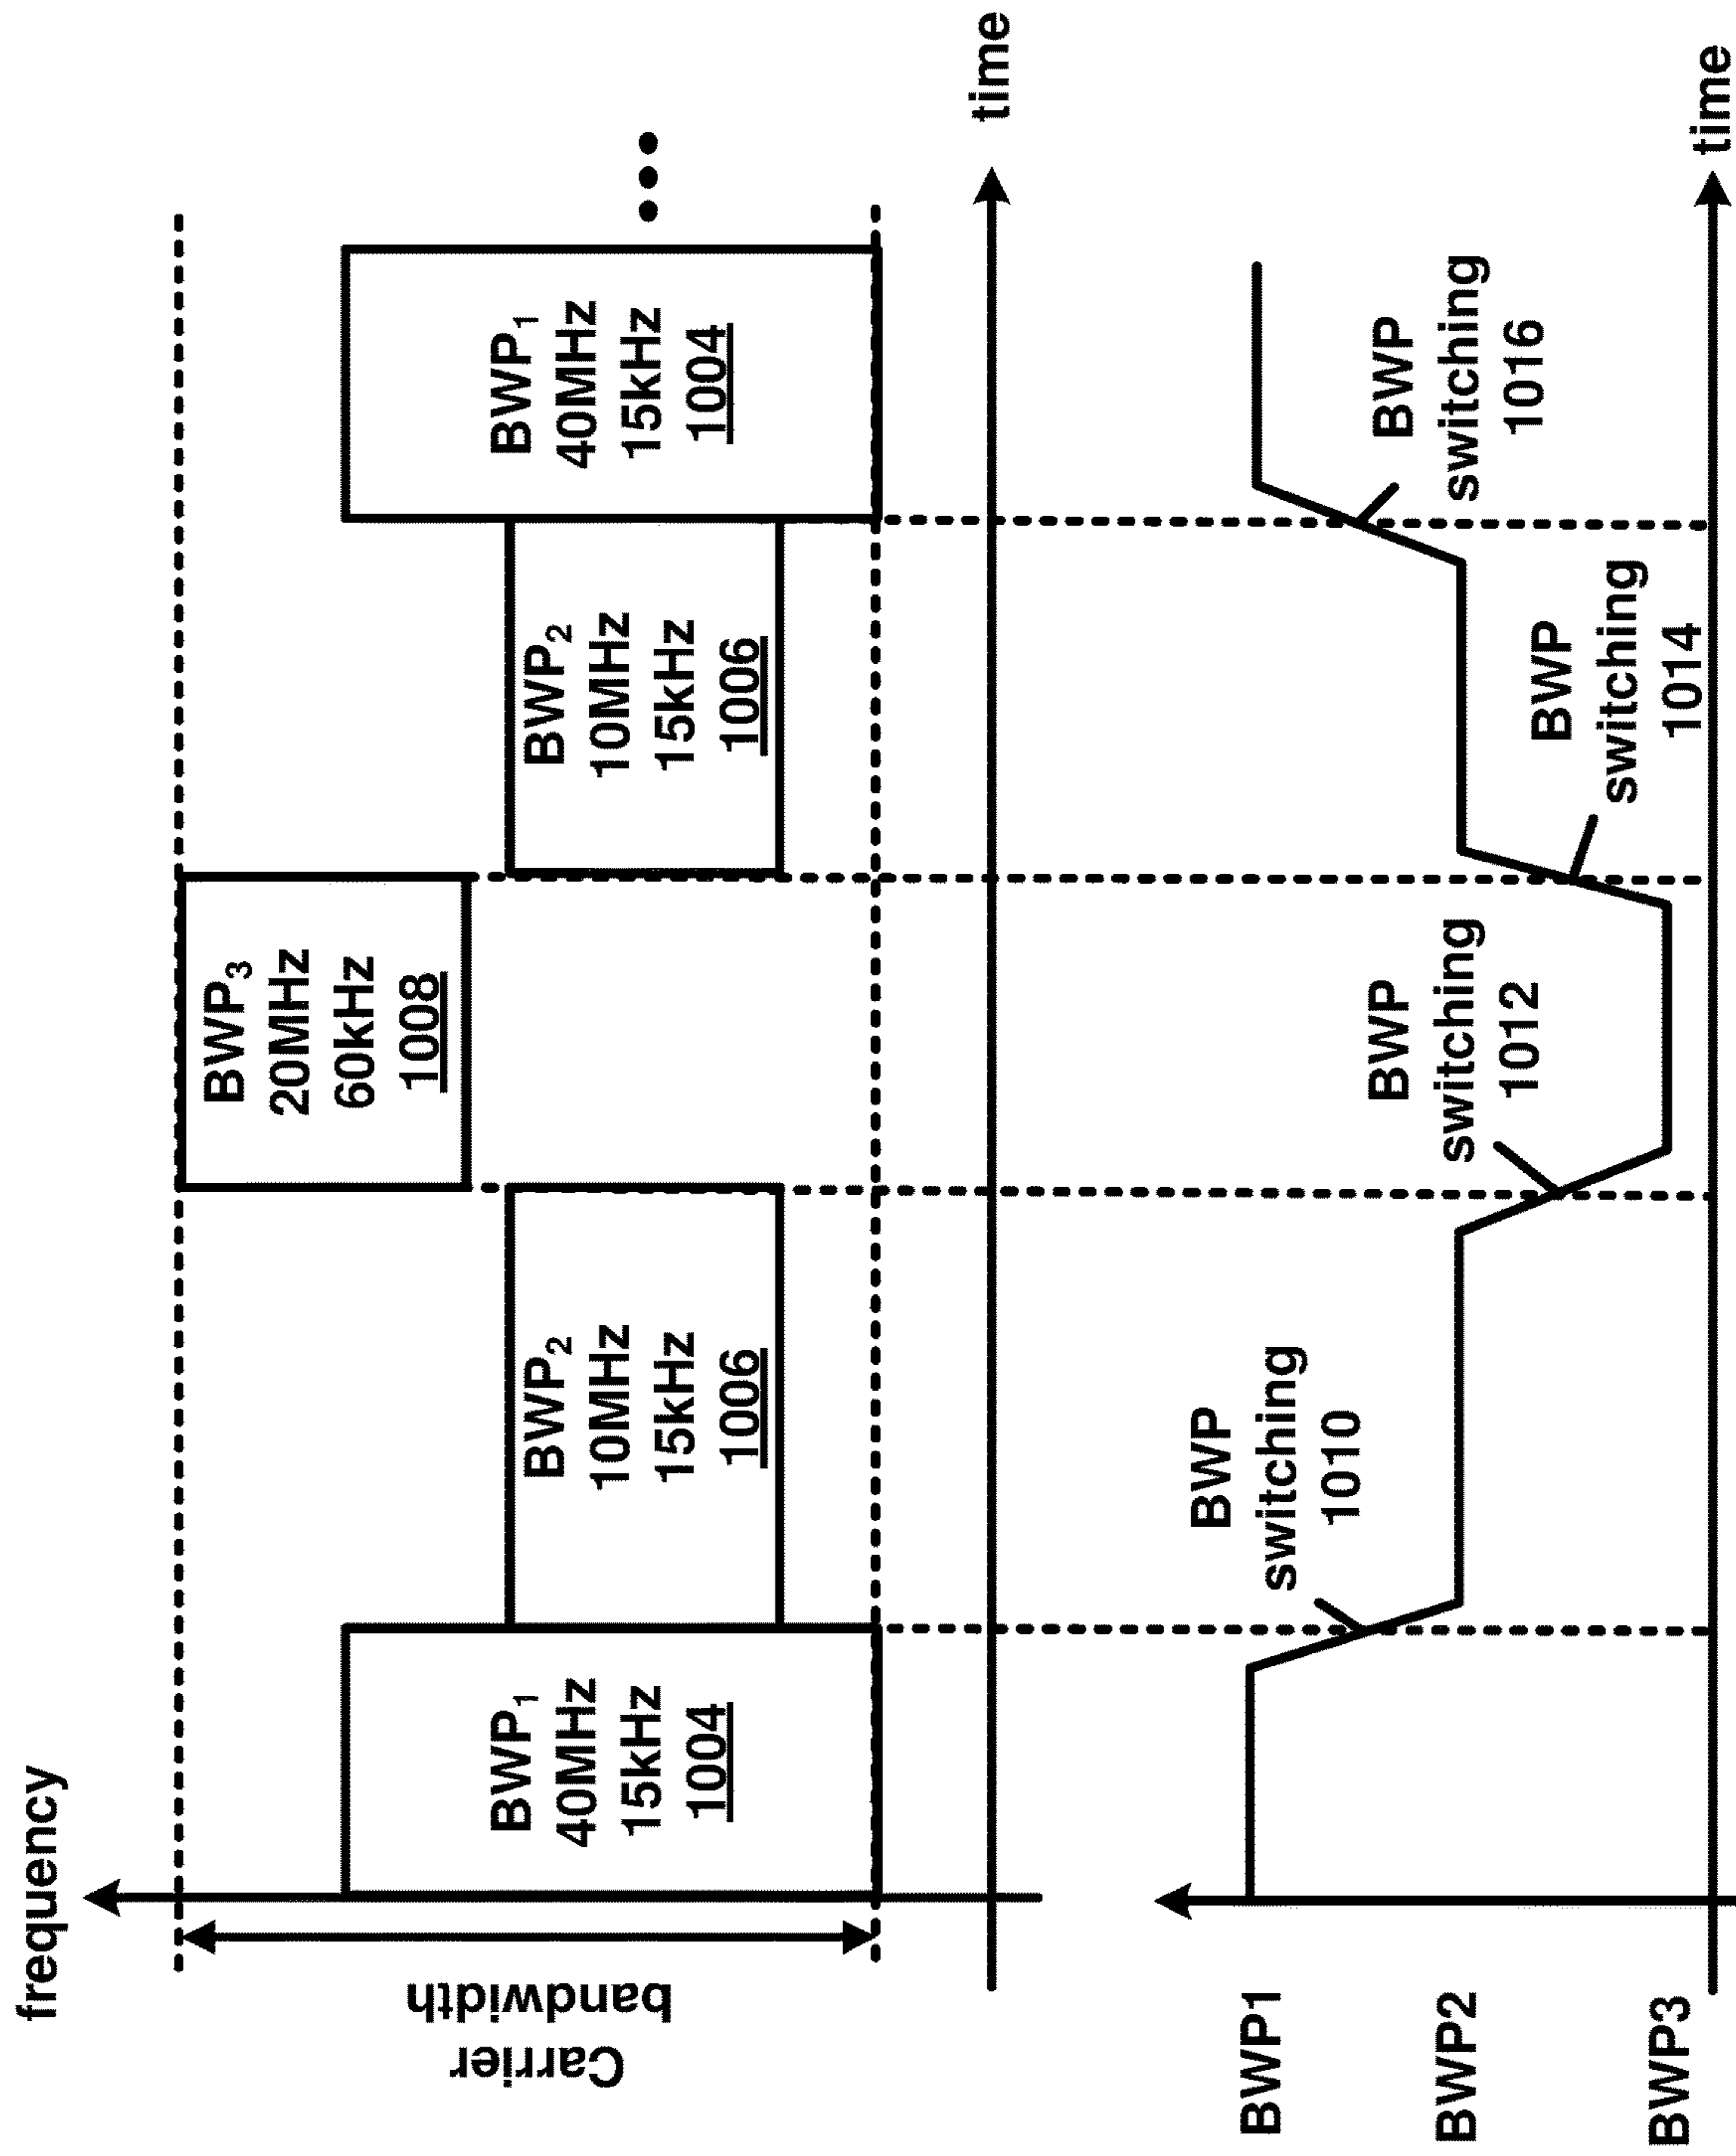 frequency
Carrier
bandwidth
BWP1
40MHz
15kHz
1004
BWP2
10MHz
15kHz
1006
BWP3
20MHz
60kHz
1008
BWP2
10MHz
15kHz
1006
BWP1
40MHz
15kHz
1004
time
BWP1
BWP2
BWP3
BWP
switching
1010
BWP
switching
1012
BWP
switching
1014
BWP
switching
1016
time